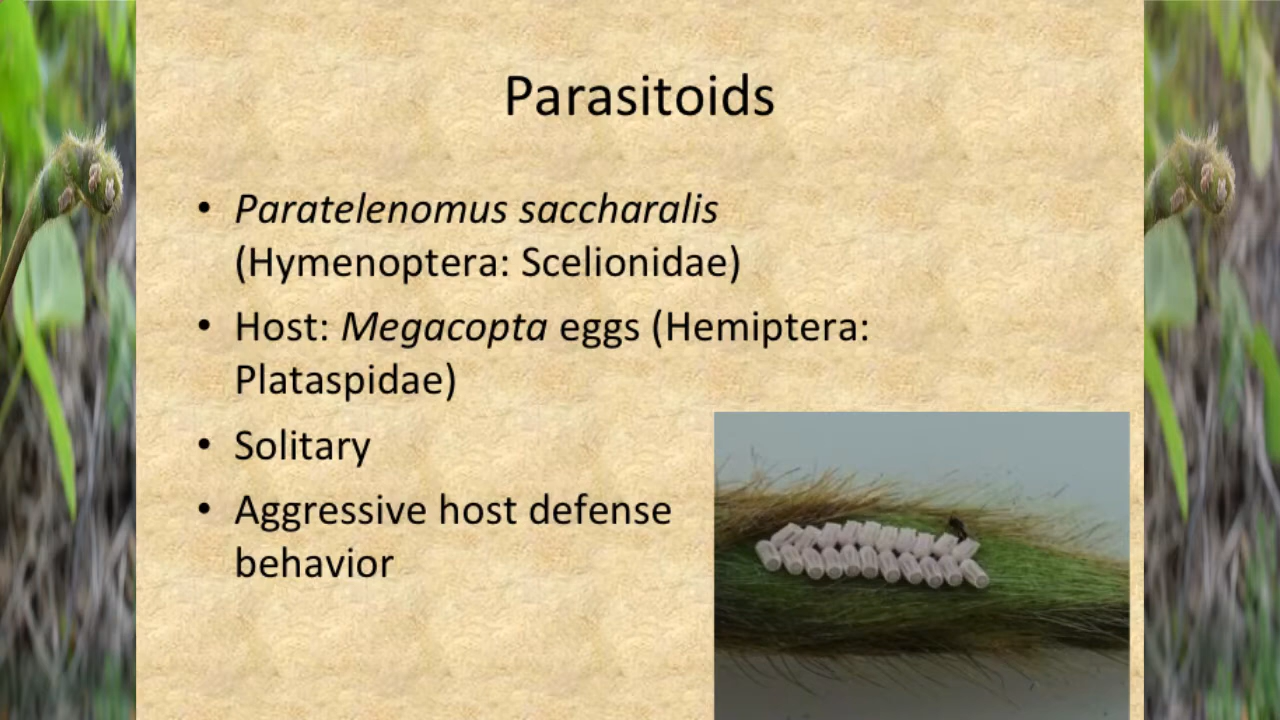 Parasitoids
• Paratelenomus saccharalis
(Hymenoptera: Scelionidae)
• Host: Megacopta eggs (Hemiptera:
Plataspidae)
• Solitary
• Aggressive host defense
behavior